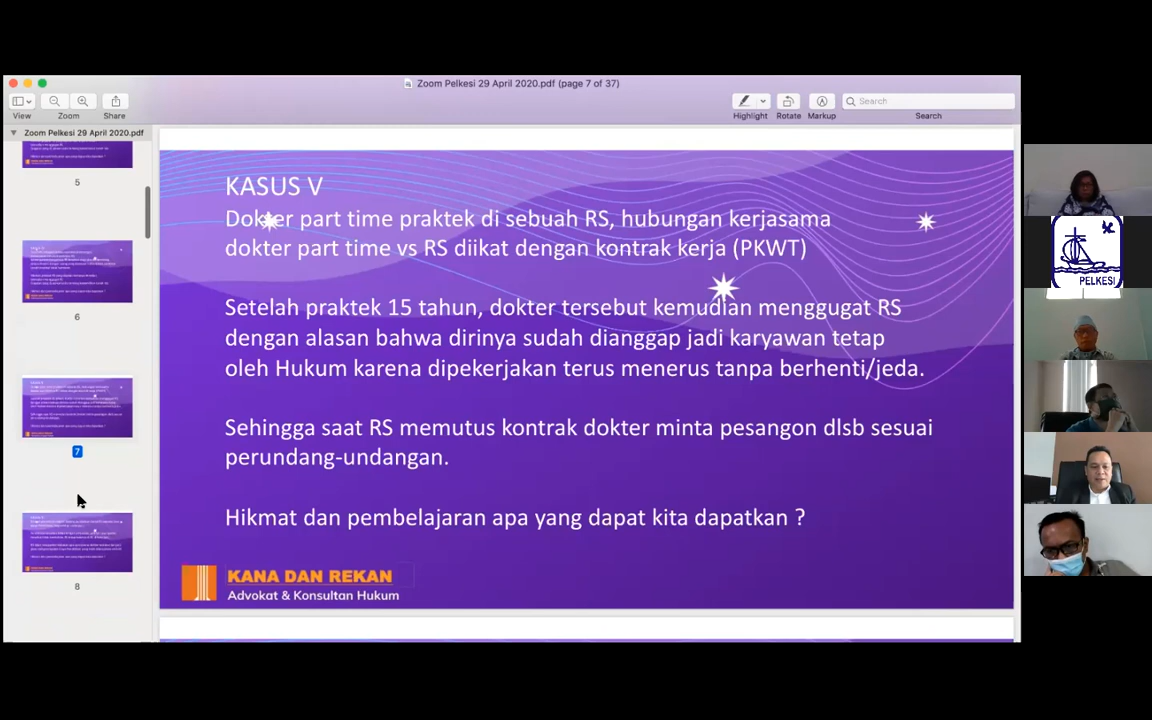 Zoom Pelkesi 29 April 2020.pdf (page 7 of 37)
View
Zoom
Share
Highlight
Rotate
Markup
Search
Search
Zoom Pelkesi 29 April 2020.pdf
5
6
7
8
KASUS V
Dokter part time praktek di sebuah RS, hubungan kerjasama
dokter part time vs RS diikat dengan kontrak kerja (PKWT)
Setelah praktek 15 tahun, dokter tersebut kemudian menggugat RS
dengan alasan bahwa dirinya sudah dianggap jadi karyawan tetap
oleh Hukum karena dipekerjakan terus menerus tanpa berhenti/jeda.
Sehingga saat RS memutus kontrak dokter minta pesangon dlsb sesuai
perundang-undangan.
Hikmat dan pembelajaran apa yang dapat kita dapatkan ?
KANA DAN REKAN
Advokat & Konsultan Hukum
PELKESI